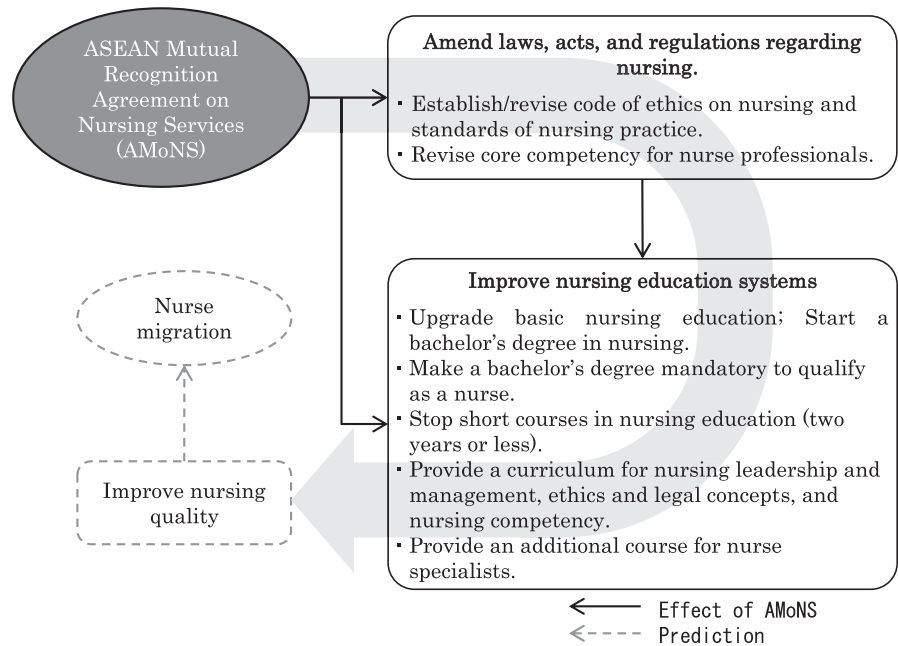 ASEAN Mutual
Recognition
Agreement on
Nursing Services
(AMoNS)
Amend laws, acts, and regulations regarding
nursing.
・Establish/revise code of ethics on nursing and
standards of nursing practice.
・Revise core competency for nurse professionals.
Improve nursing education systems
・Upgrade basic nursing education; Start a
bachelor’s degree in nursing.
・Make a bachelor’s degree mandatory to qualify
as a nurse.
・Stop short courses in nursing education (two
years or less).
・Provide a curriculum for nursing leadership and
management, ethics and legal concepts, and
nursing competency.
・Provide an additional course for nurse
specialists.
Nurse
migration
Improve nursing
quality
Effect of AMoNS
Prediction